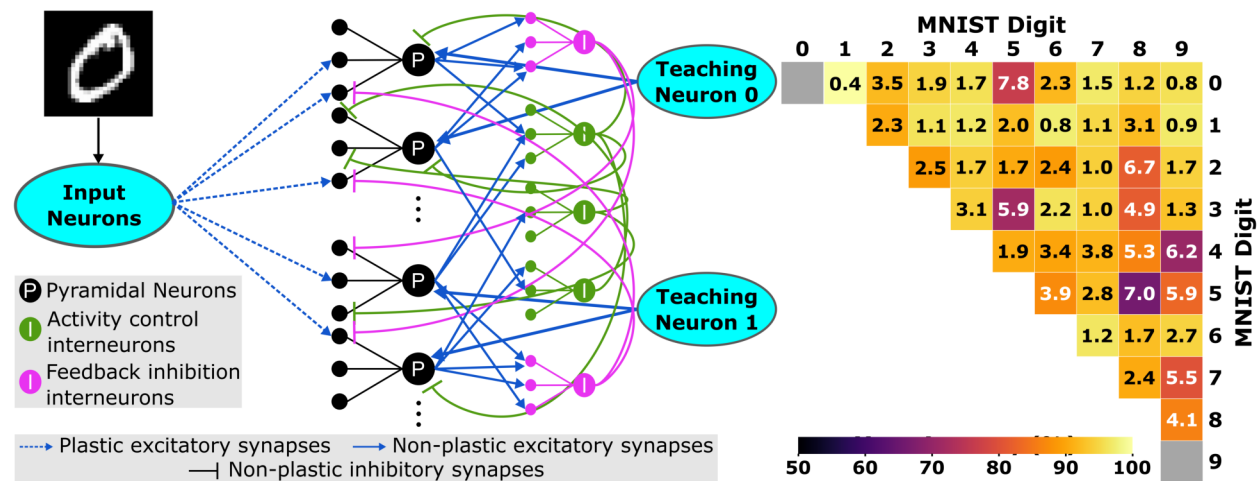 Input
Neurons
P Pyramidal Neurons
I Activity control
interneurons
I Feedback inhibition
interneurons
Plastic excitatory synapses
Non-plastic excitatory synapses
Non-plastic inhibitory synapses
P
P
P
P
I
I
I
I
I
Teaching
Neuron 0
Teaching
Neuron 1
MNIST Digit
0 1 2 3 4 5 6 7 8 9
0.4 3.5 1.9 1.7 7.8 2.3 1.5 1.2 0.8 0
2.3 1.1 1.2 2.0 0.8 1.1 3.1 0.9 1
2.5 1.7 1.7 2.4 1.0 6.7 1.7 2
3.1 5.9 2.2 1.0 4.9 1.3 3
1.9 3.4 3.8 5.3 6.2 4
3.9 2.8 7.0 5.9 5
1.2 1.7 2.7 6
2.4 5.5 7
4.1 8
9
MNIST Digit
50 60 70 80 90 100